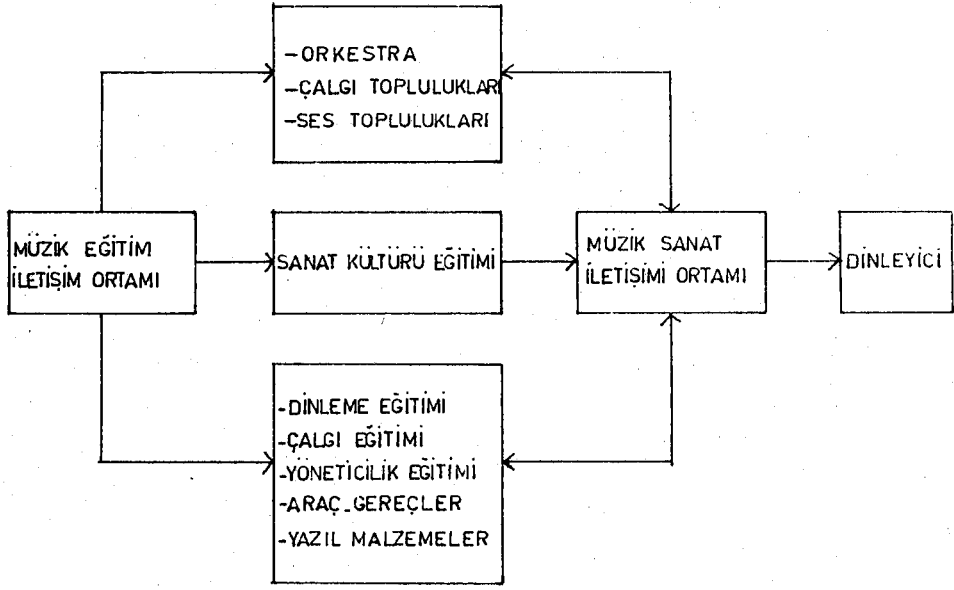 -ORKESTRA
-ÇALGI TOPLULUKLARI
-SES TOPLULUKLARI
MÜZİK EĞİTİM
İLETİŞİM ORTAMI
SANAT KÜLTÜRÜ EĞİTİMİ
MÜZİK SANAT
İLETİŞİMİ ORTAMI
DİNLEYİCİ
-DİNLEME EĞİTİMİ
-ÇALGI EĞİTİMİ
-YÖNETİCİLİK EĞİTİMİ
-ARAÇ-GEREÇLER
-YAZIL MALZEMELER